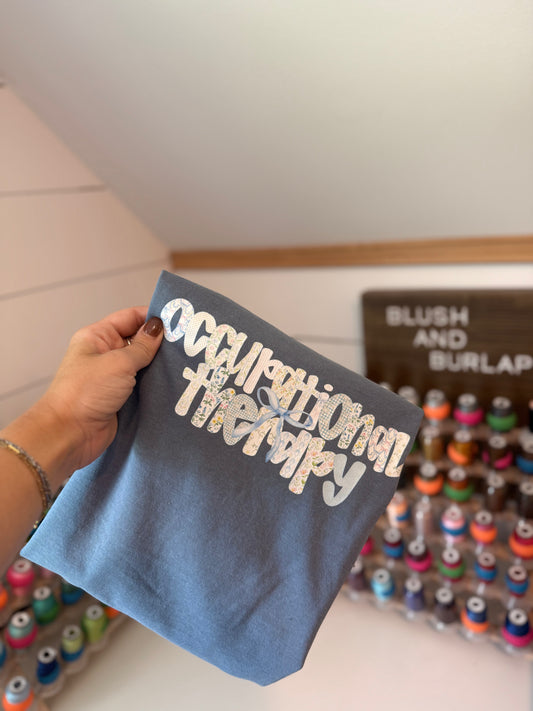 occupational
therapy
BLUSH
AND
BURLAP